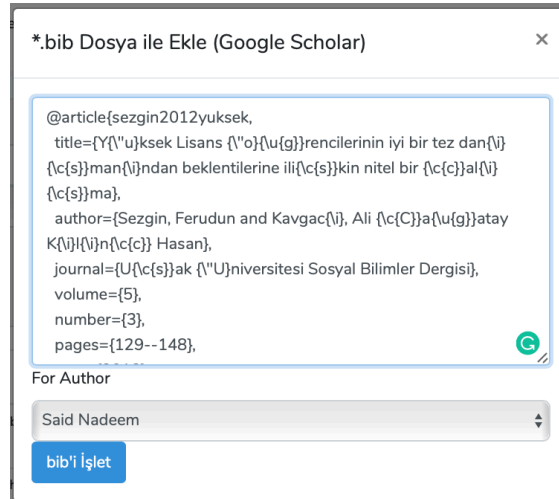 *.bib Dosya ile Ekle (Google Scholar)
×
@article{sezgin2012yuksek,
title={Y{\"u}ksek Lisans {\"o}{\u{g}}rencilerinin iyi bir tez dan{\i}
{\c{s}}man{\i}ndan beklentilerine ili{\c{s}}kin nitel bir {\c{c}}al{\i}
{\c{s}}ma},
author={Sezgin, Ferudun and Kavgac{\i}, Ali {\c{C}}a{\u{g}}atay
K{\i}l{\i}n{\c{c}} Hasan},
journal={U{\c{s}}ak {\"U}niversitesi Sosyal Bilimler Dergisi},
volume={5},
number={3},
pages={129--148},
For Author
Said Nadeem
bib'i İşlet